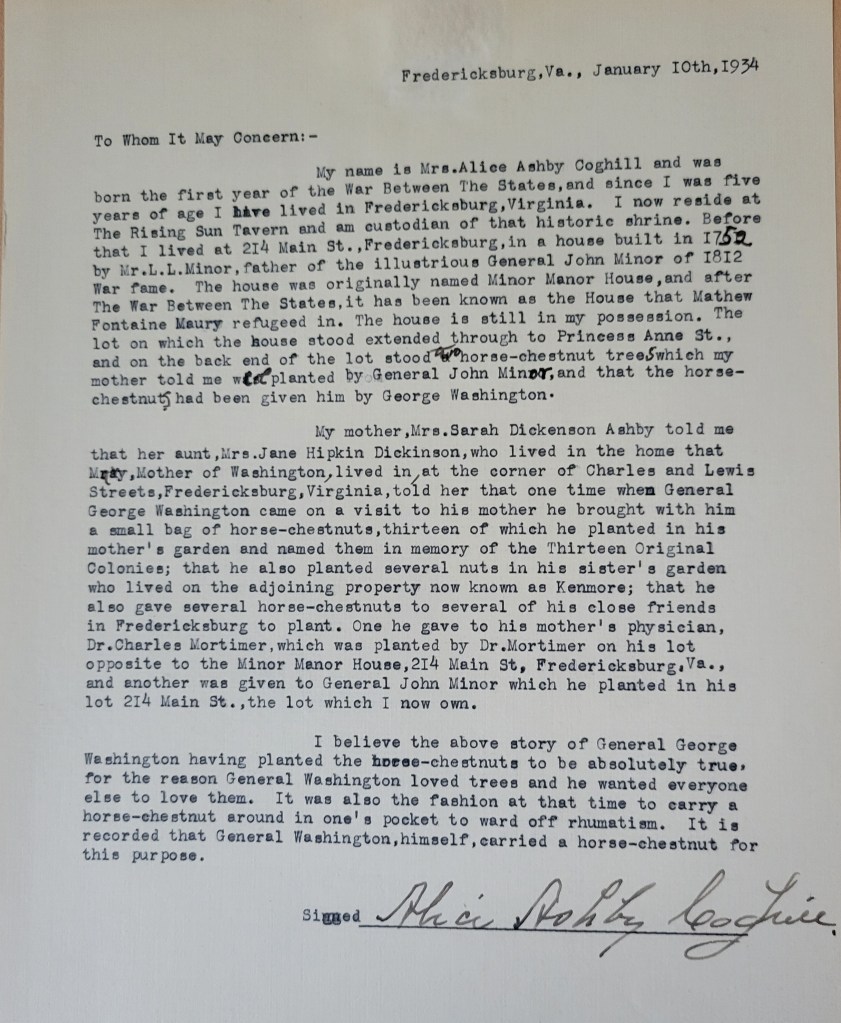 Fredericksburg,Va., January 10th,1934
To Whom It May Concern:-
My name is Mrs.Alice Ashby Coghill and was
born the first year of the War Between The States,and since I was five
years of age I have lived in Fredericksburg,Virginia. I now reside at
The Rising Sun Tavern and am custodian of that historic shrine. Before
that I lived at 214 Main St.,Fredericksburg,in a house built in 1752
by Mr.L.L.Minor,father of the illustrious General John Minor of 1812
War fame. The house was originally named Minor Manor House,and after
The War Between The States,it has been known as the House that Mathew
Fontaine Maury refugeed in. The house is still in my possession. The
lot on which the house stood extended through to Princess Anne St.,
and on the back end of the lot stood two horse-chestnut trees which my
mother told me planted by General John Minor,and that the horse-
chestnuts had been given him by George Washington.
My mother,Mrs.Sarah Dickenson Ashby told me
that her aunt,Mrs.Jane Hipkin Dickinson,who lived in the home that
Mary,Mother of Washington,lived in,at the corner of Charles and Lewis
Streets,Fredericksburg,Virginia,told her that one time when General
George Washington came on a visit to his mother he brought with him
a small bag of horse-chestnuts,thirteen of which he planted in his
mother's garden and named them in memory of the Thirteen Original
Colonies; that he also planted several nuts in his sister's garden
who lived on the adjoining property now known as Kenmore; that he
also gave several horse-chestnuts to several of his close friends
in Fredericksburg to plant. One he gave to his mother's physician,
Dr.Charles Mortimer,which was planted by Dr.Mortimer on his lot
opposite to the Minor Manor House,214 Main St, Fredericksburg,Va.,
and another was given to General John Minor which he planted in his
lot 214 Main St.,the lot which I now own.
I believe the above story of General George
Washington having planted the horse-chestnuts to be absolutely true,
for the reason General Washington loved trees and he wanted everyone
else to love them. It was also the fashion at that time to carry a
horse-chestnut around in one's pocket to ward off rhumatism. It is
recorded that General Washington,himself,carried a horse-chestnut for
this purpose.
Signed Alice Ashby Coghill.